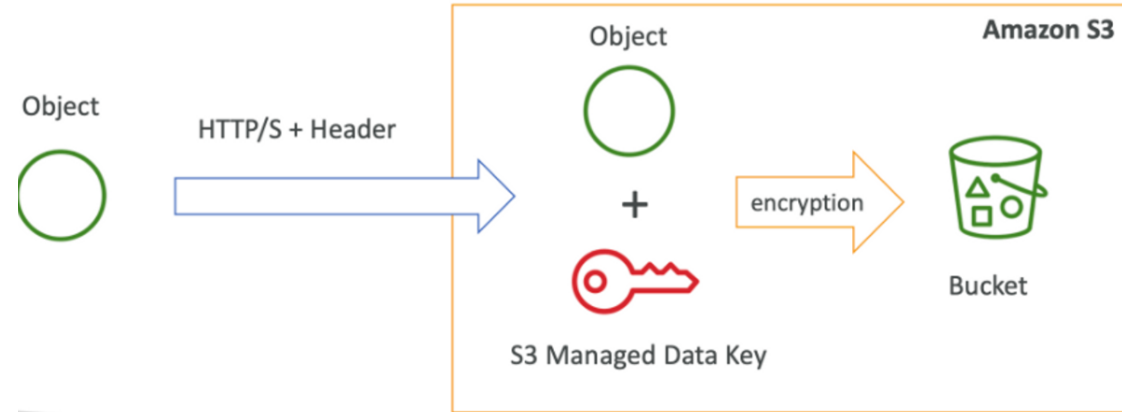 Object
HTTP/S + Header
Amazon S3
Object
+
S3 Managed Data Key
encryption
Bucket